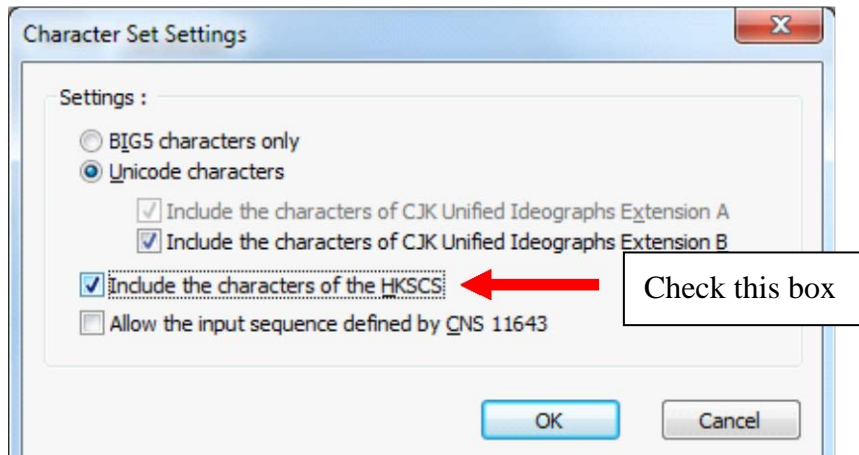 Character Set Settings
Settings :
BIG5 characters only
Unicode characters
Include the characters of CJK Unified Ideographs Extension A
Include the characters of CJK Unified Ideographs Extension B
Include the characters of the HKSCS
Check this box
Allow the input sequence defined by CNS 11643
OK
Cancel